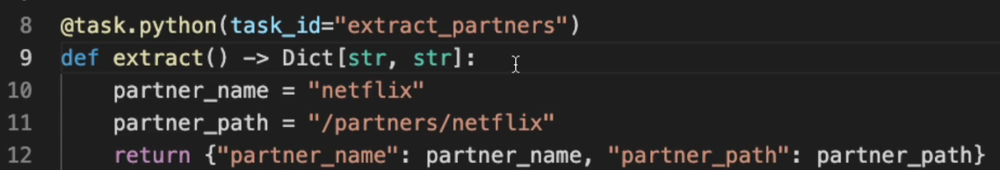 8 @task.python(task_id="extract_partners")
9 def extract() -> Dict[str, str]:
10 partner_name = "netflix"
11 partner_path = "/partners/netflix"
12 return {"partner_name": partner_name, "partner_path": partner_path}